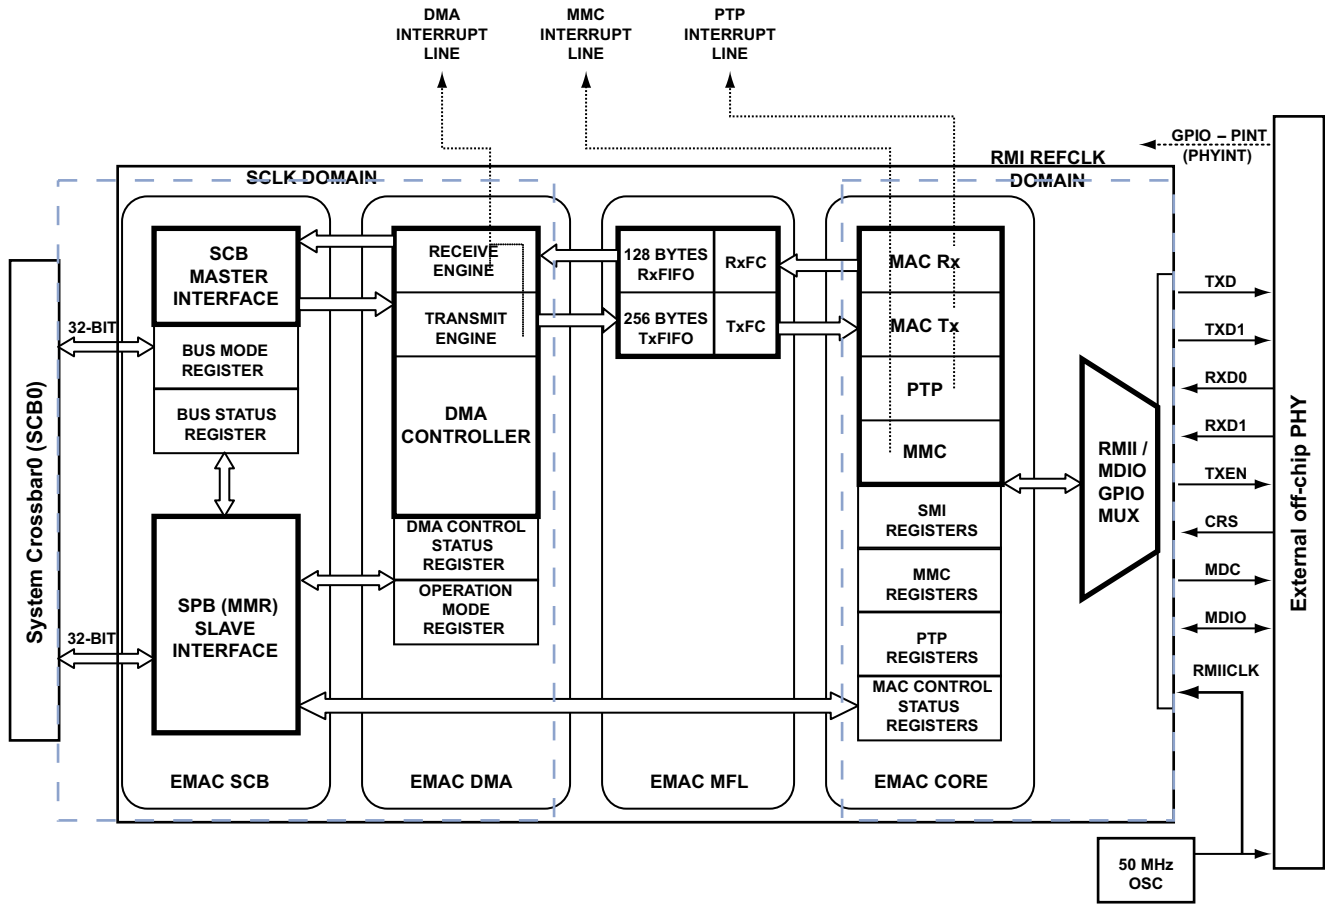 DMA
INTERRUPT
LINE
MMC
INTERRUPT
LINE
PTP
INTERRUPT
LINE
GPIO – PINT
(PHYINT)
RMI REFCLK
DOMAIN
SCLK DOMAIN
System Crossbar0 (SCB0)
32-BIT
32-BIT
SCB
MASTER
INTERFACE
BUS MODE
REGISTER
BUS STATUS
REGISTER
SPB (MMR)
SLAVE
INTERFACE
EMAC SCB
RECEIVE
ENGINE
TRANSMIT
ENGINE
DMA
CONTROLLER
DMA CONTROL
STATUS
REGISTER
OPERATION
MODE
REGISTER
EMAC DMA
128 BYTES
RxFIFO
RxFC
256 BYTES
TxFIFO
TxFC
EMAC MFL
MAC Rx
MAC Tx
PTP
MMC
SMI
REGISTERS
MMC
REGISTERS
PTP
REGISTERS
MAC CONTROL
STATUS
REGISTERS
EMAC CORE
RMII /
MDIO
GPIO
MUX
TXD
TXD1
RXD0
RXD1
TXEN
CRS
MDC
MDIO
RMIICLK
External off-chip PHY
50 MHz
OSC